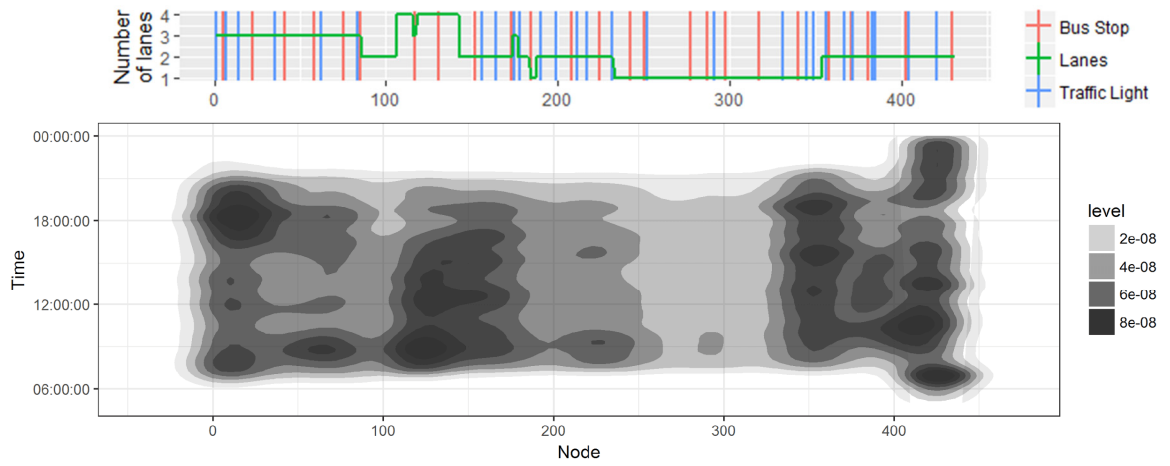 Number
of lanes
4
3
2
1
0
100
200
300
400
Bus Stop
Lanes
Traffic Light
Time
00:00:00
18:00:00
12:00:00
06:00:00
0
100
200
300
400
Node
level
2e-08
4e-08
6e-08
8e-08